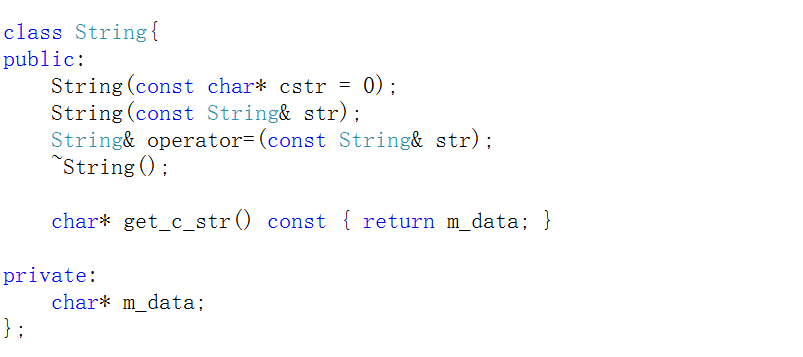 class String{
public:
    String(const char* cstr = 0);
    String(const String& str);
    String& operator=(const String& str);
    ~String();
    char* get_c_str() const { return m_data; }
private:
    char* m_data;
};